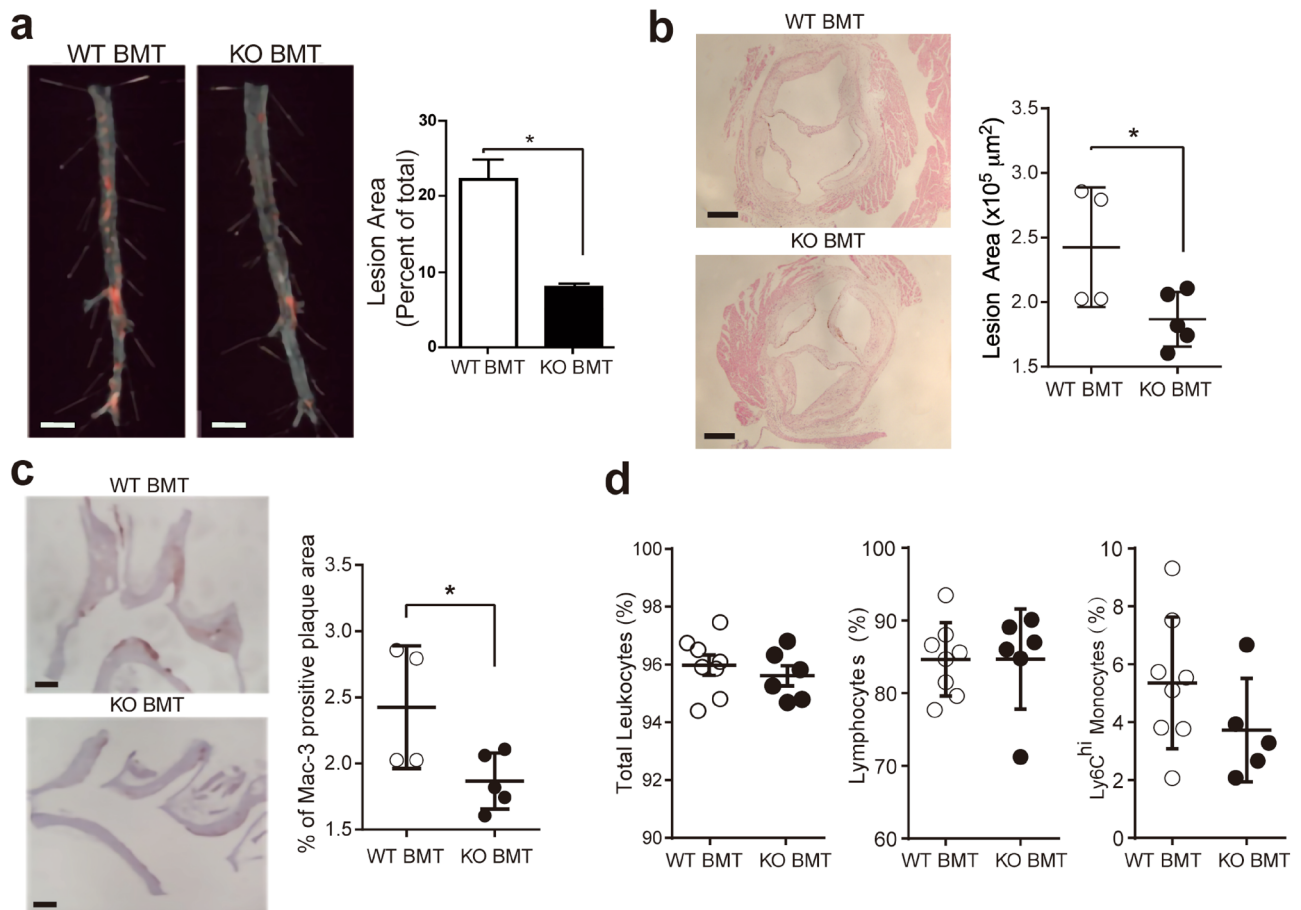 a
WT BMT
KO BMT
Lesion Area
(Percent of total)
30
20
10
0
*
WT BMT
KO BMT
b
WT BMT
KO BMT
Lesion Area (x10⁵ μm²)
3.5
3.0
2.5
2.0
1.5
*
WT BMT
KO BMT
c
WT BMT
KO BMT
% of Mac-3 prositive plaque area
3.5
3.0
2.5
2.0
1.5
*
WT BMT
KO BMT
d
Total Leukocytes (%)
100
98
96
94
92
90
WT BMT
KO BMT
Lymphocytes (%)
100
90
80
70
60
WT BMT
KO BMT
Ly6Cʰⁱ Monocytes (%)
10
8
6
4
2
0
WT BMT
KO BMT